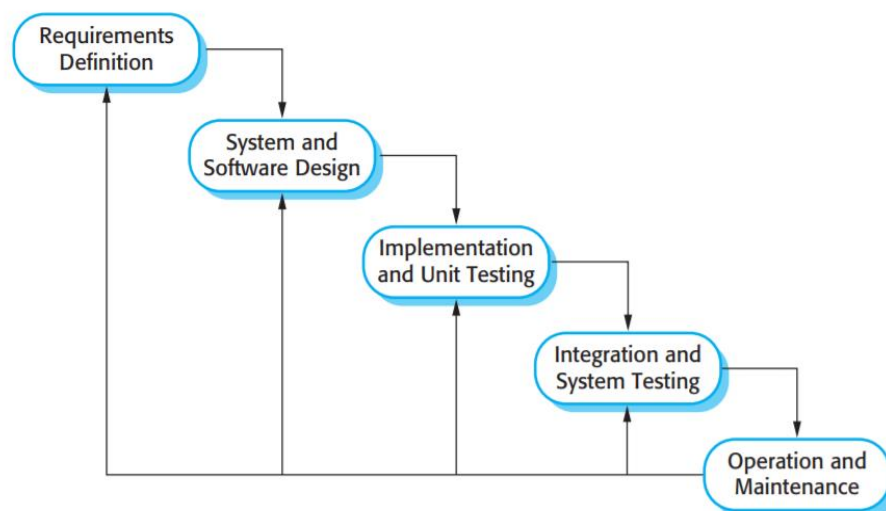 Requirements
Definition
System and
Software Design
Implementation
and Unit Testing
Integration and
System Testing
Operation and
Maintenance